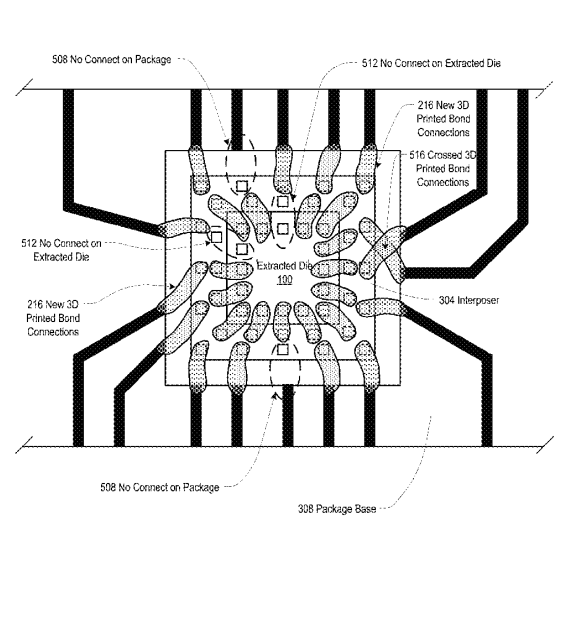 508 No Connect on Package
512 No Connect on Extracted Die
216 New 3D
Printed Bond
Connections
516 Crossed 3D
Printed Bond
Connections
512 No Connect on
Extracted Die
Extracted Die
100
216 New 3D
Printed Bond
Connections
304 Interposer
508 No Connect on Package
308 Package Base